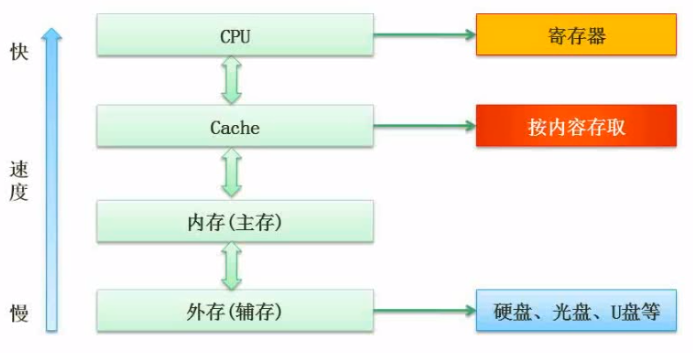 快
CPU
寄存器
Cache
按内容存取
速
度
内存(主存)
慢
外存(辅存)
硬盘、光盘、U盘等